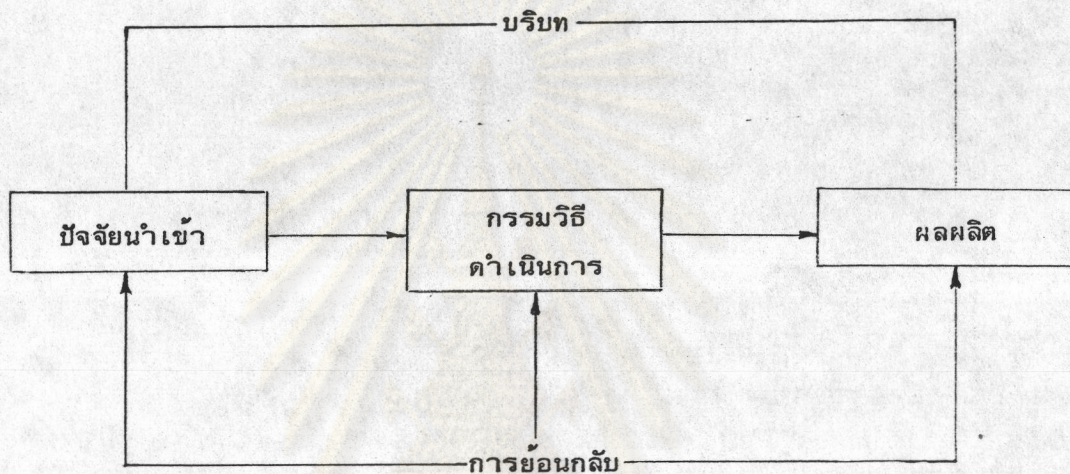 บริบท
ปัจจัยนำเข้า
กรรมวิธี
ดำเนินการ
ผลผลิต
การย้อนกลับ